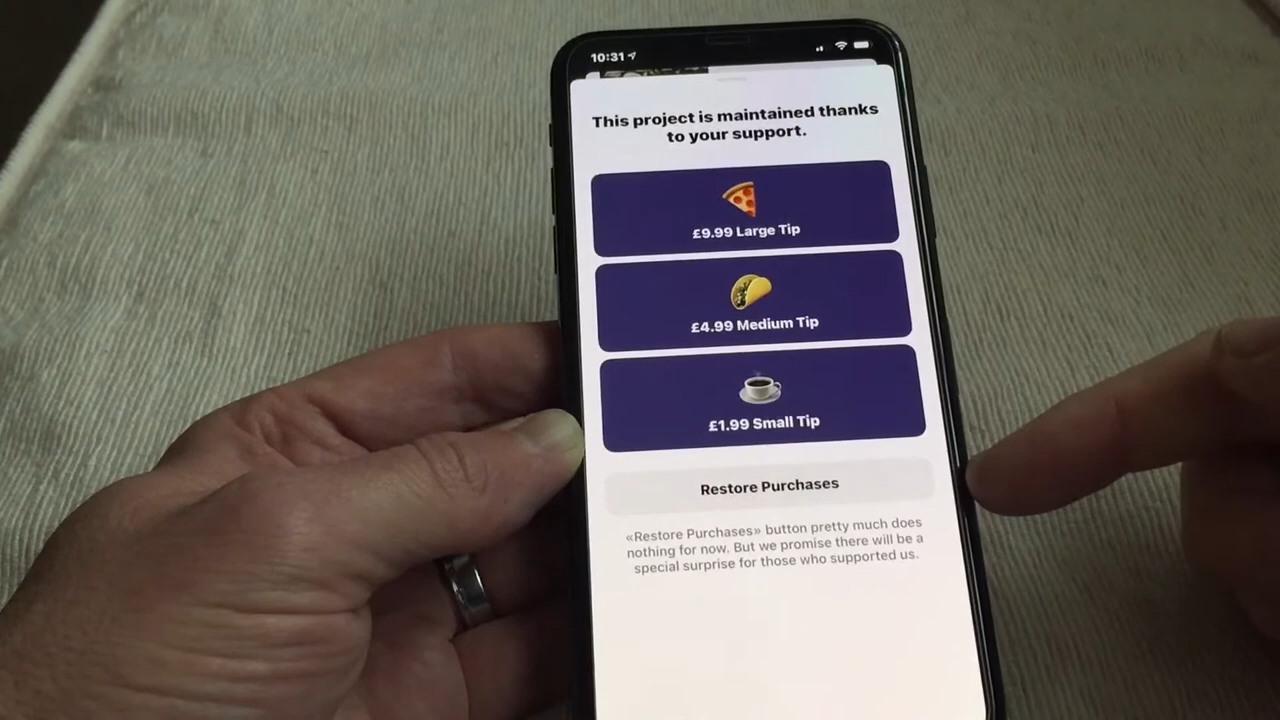 10:31
This project is maintained thanks
to your support.
£9.99 Large Tip
£4.99 Medium Tip
£1.99 Small Tip
Restore Purchases
«Restore Purchases» button pretty much does
nothing for now. But we promise there will be a
special surprise for those who supported us.